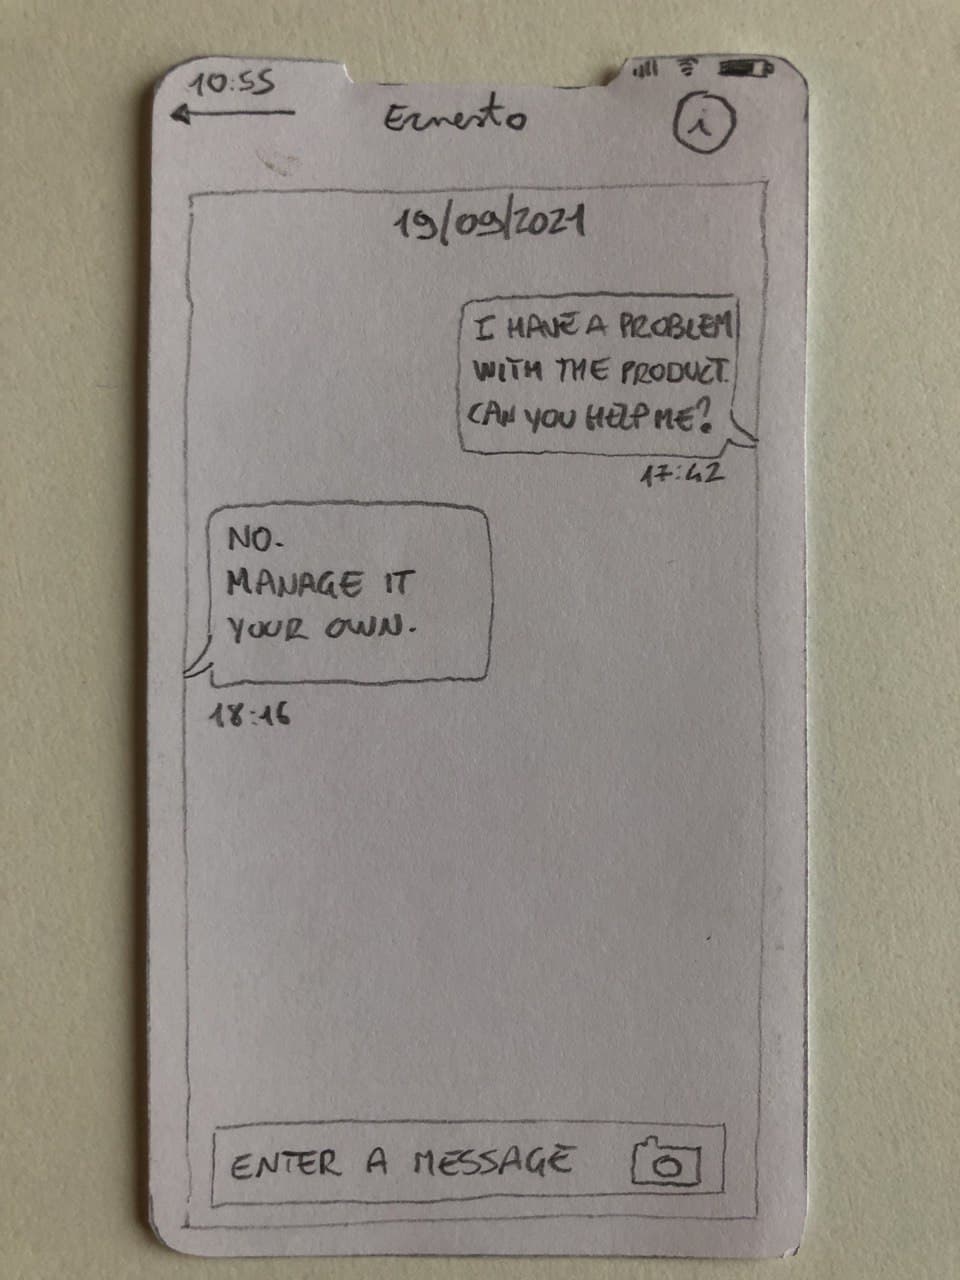 10:55
Ernesto
i
19/09/2021
I HAVE A PROBLEM
WITH THE PRODUCT.
CAN YOU HELP ME?
17:42
NO.
MANAGE IT
YOUR OWN.
18:16
ENTER A MESSAGE